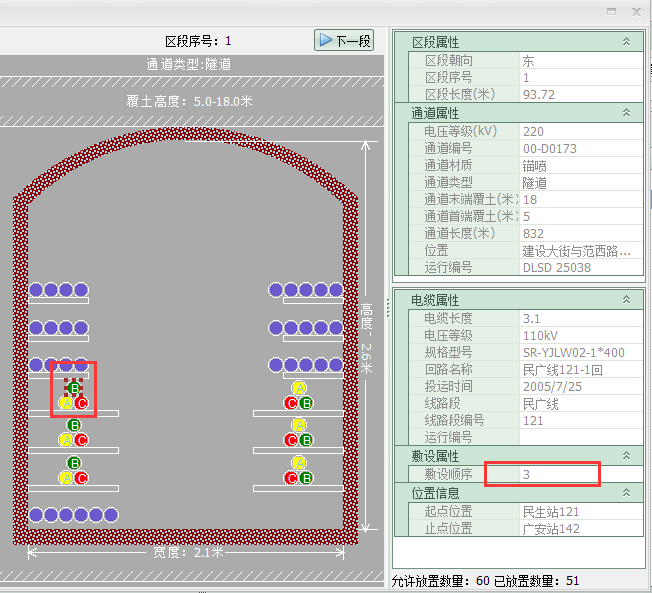 区段序号: 1
下一段
通道类型:隧道
覆土高度: 5.0-18.0米
高度: 2.6米
B
A C
A
C B
B
A C
A
C B
B
A C
A
C B
宽度: 2.1米
区段属性
区段朝向 东
区段序号 1
区段长度(米) 93.72
通道属性
电压等级(kV) 220
通道编号 00-D0173
通道材质 锚喷
通道类型 隧道
通道末端覆土(米) 18
通道首端覆土(米) 5
通道长度(米) 832
位置 建设大街与范西路...
运行编号 DLSD 25038
电缆属性
电缆长度 3.1
电压等级 110kV
规格型号 SR-YJLW02-1*400
回路名称 民广线121-1回
投运时间 2005/7/25
线路段 民广线
线路段编号 121
运行编号
敷设属性
敷设顺序 3
位置信息
起点位置 民生站121
止点位置 广安站142
允许放置数量: 60 已放置数量: 51